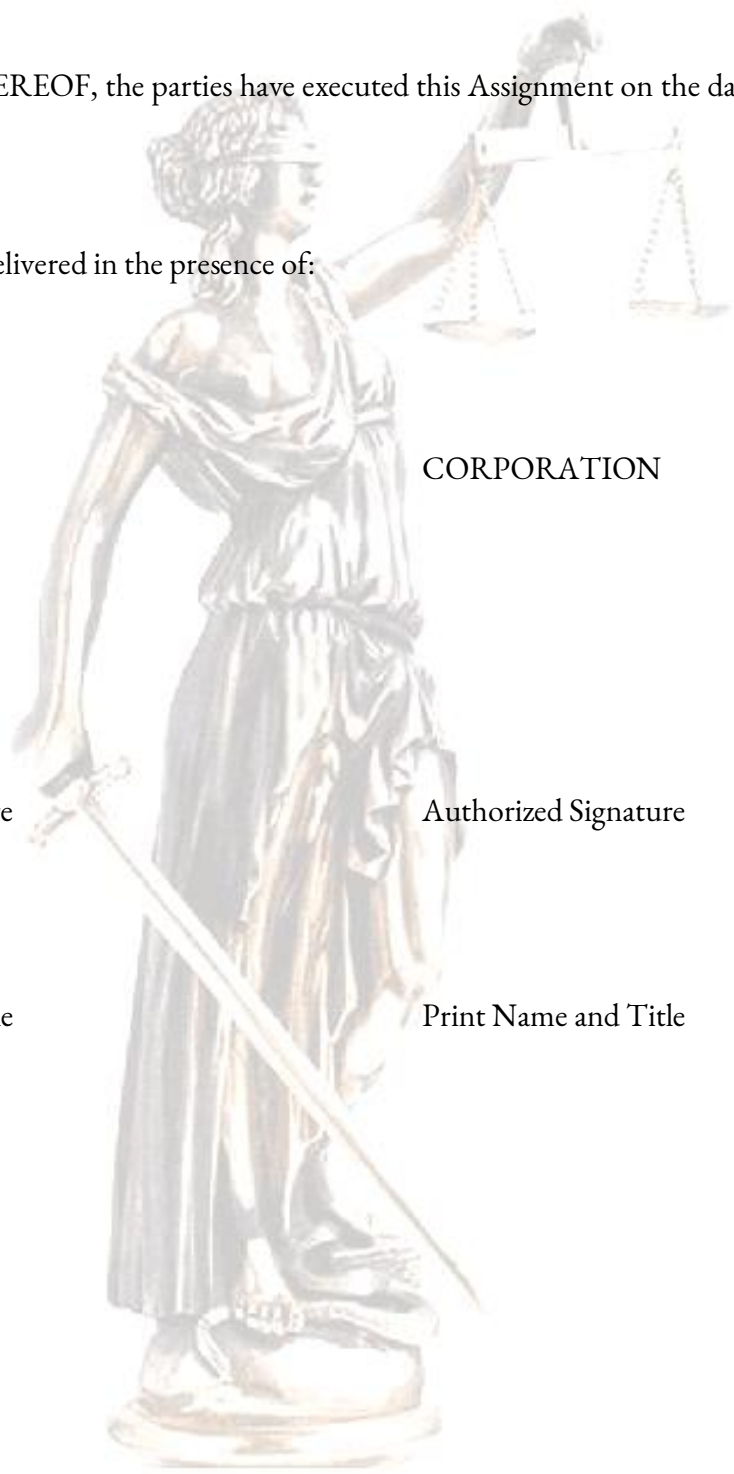 EREOF, the parties have executed this Assignment on the da
elivered in the presence of:
CORPORATION
e Authorized Signature
e Print Name and Title